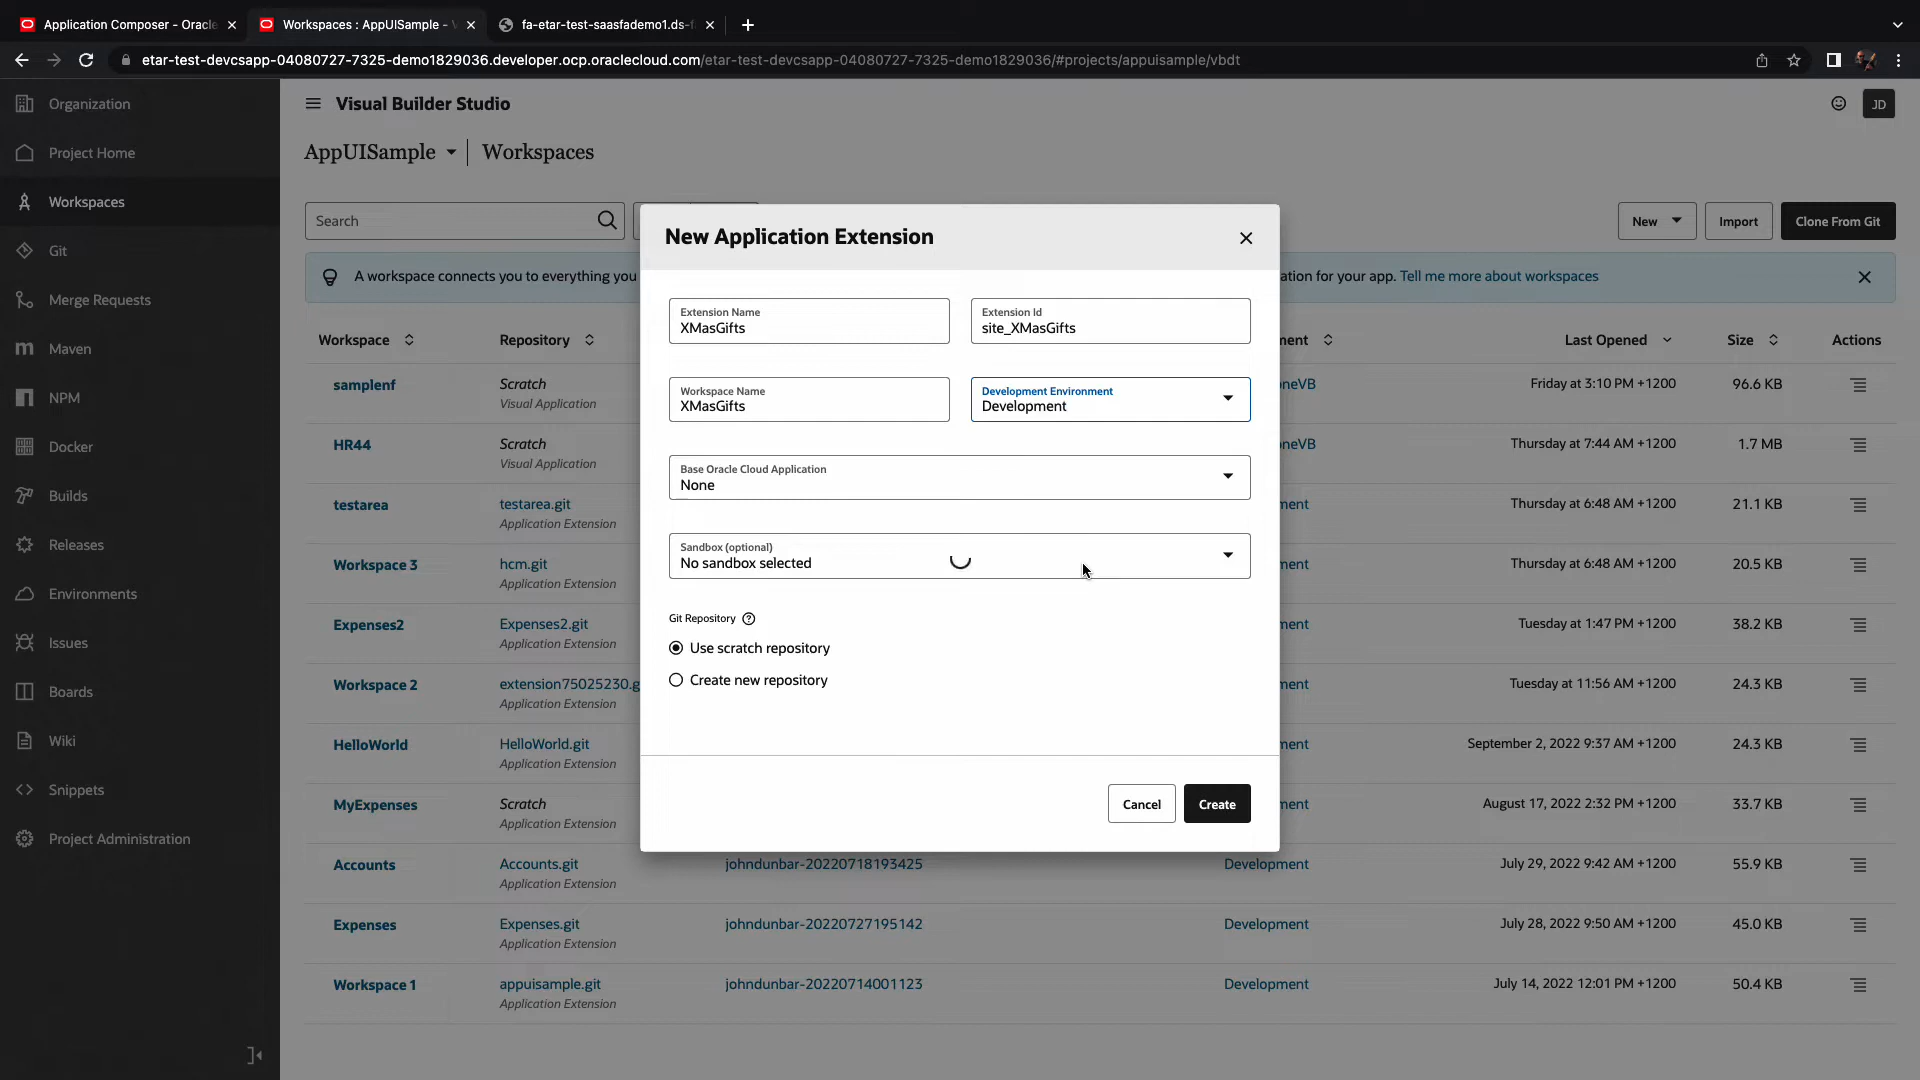 Application Composer - Oracle
Workspaces : AppUISample - V
fa-etar-test-saasfademo1.ds-f
etar-test-devcsapp-04080727-7325-demo1829036.developer.ocp.oraclecloud.com/etar-test-devcsapp-04080727-7325-demo1829036/#projects/appuisample/vbdt
Organization
Project Home
Workspaces
Git
Merge Requests
Maven
NPM
Docker
Builds
Releases
Environments
Issues
Boards
Wiki
Snippets
Project Administration
Visual Builder Studio
JD
AppUISample
Workspaces
Search
New
Import
Clone From Git
A workspace connects you to everything you
ation for your app. Tell me more about workspaces
Workspace
Repository
ment
Last Opened
Size
Actions
samplenf
Scratch
Visual Application
oneVB
Friday at 3:10 PM +1200
96.6 KB
HR44
Scratch
Visual Application
oneVB
Thursday at 7:44 AM +1200
1.7 MB
testarea
testarea.git
Application Extension
ment
Thursday at 6:48 AM +1200
21.1 KB
Workspace 3
hcm.git
Application Extension
ment
Thursday at 6:48 AM +1200
20.5 KB
Expenses2
Expenses2.git
Application Extension
ment
Tuesday at 1:47 PM +1200
38.2 KB
Workspace 2
extension75025230.g
Application Extension
ment
Tuesday at 11:56 AM +1200
24.3 KB
HelloWorld
HelloWorld.git
Application Extension
ment
September 2, 2022 9:37 AM +1200
24.3 KB
MyExpenses
Scratch
Application Extension
ment
August 17, 2022 2:32 PM +1200
33.7 KB
Accounts
Accounts.git
Application Extension
johndunbar-20220718193425
Development
July 29, 2022 9:42 AM +1200
55.9 KB
Expenses
Expenses.git
Application Extension
johndunbar-20220727195142
Development
July 28, 2022 9:50 AM +1200
45.0 KB
Workspace 1
appuisample.git
Application Extension
johndunbar-20220714001123
Development
July 14, 2022 12:01 PM +1200
50.4 KB
New Application Extension
Extension Name
XMasGifts
Extension Id
site_XMasGifts
Workspace Name
XMasGifts
Development Environment
Development
Base Oracle Cloud Application
None
Sandbox (optional)
No sandbox selected
Git Repository
Use scratch repository
Create new repository
Cancel
Create